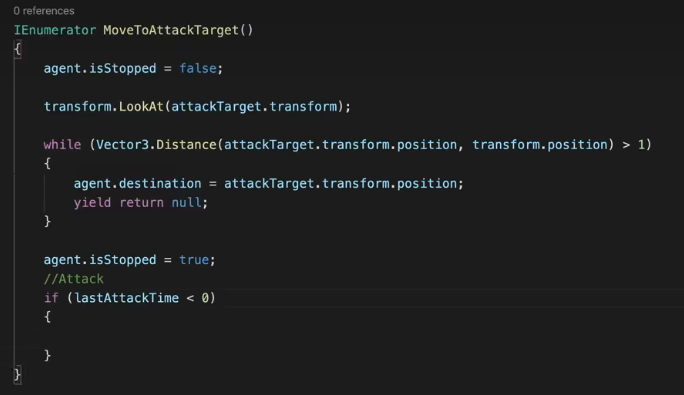 0 references
IEnumerator MoveToAttackTarget()
{
agent.isStopped = false;
transform.LookAt(attackTarget.transform);
while (Vector3.Distance(attackTarget.transform.position, transform.position) > 1)
{
agent.destination = attackTarget.transform.position;
yield return null;
}
agent.isStopped = true;
//Attack
if (lastAttackTime < 0)
{
}
}